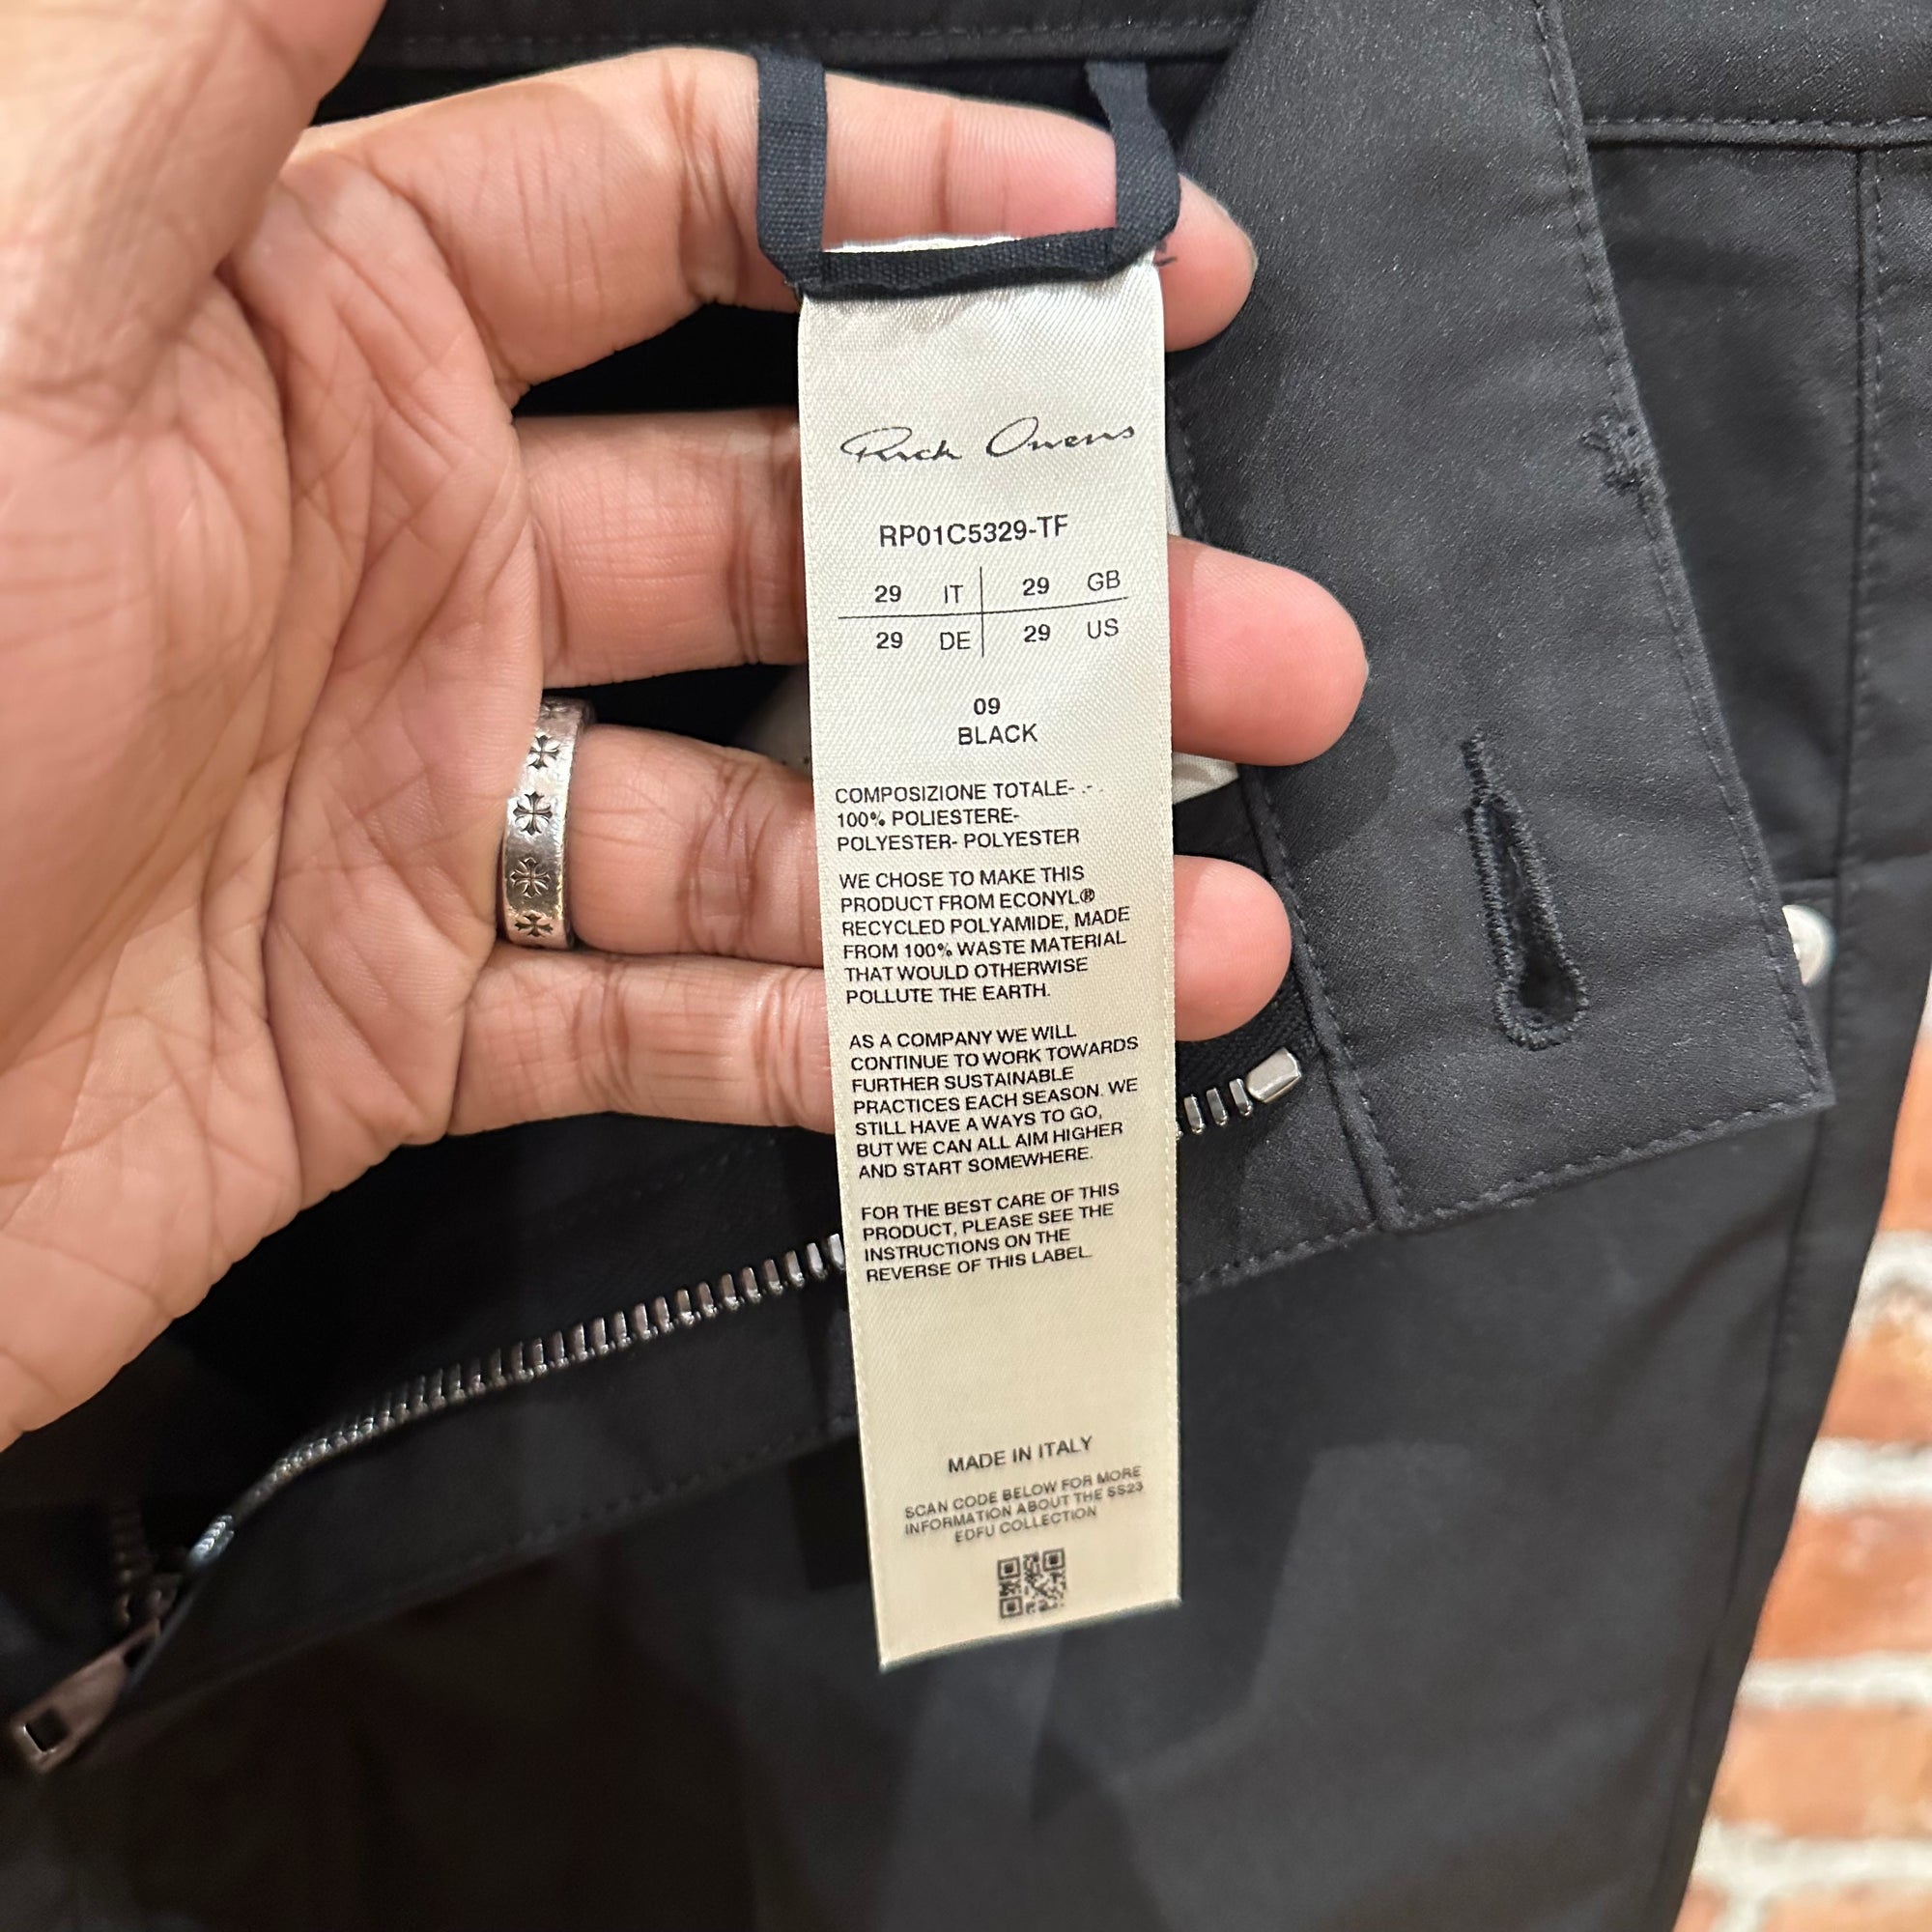 Rick Owens
RP01C5329-TF
29 IT 29 GB
29 DE 29 US
09
BLACK
COMPOSIZIONE TOTALE- - -
100% POLIESTERE-
POLYESTER- POLYESTER
WE CHOSE TO MAKE THIS
PRODUCT FROM ECONYL®
RECYCLED POLYAMIDE, MADE
FROM 100% WASTE MATERIAL
THAT WOULD OTHERWISE
POLLUTE THE EARTH.
AS A COMPANY WE WILL
CONTINUE TO WORK TOWARDS
FURTHER SUSTAINABLE
PRACTICES EACH SEASON. WE
STILL HAVE A WAYS TO GO,
BUT WE CAN ALL AIM HIGHER
AND START SOMEWHERE.
FOR THE BEST CARE OF THIS
PRODUCT, PLEASE SEE THE
INSTRUCTIONS ON THE
REVERSE OF THIS LABEL.
MADE IN ITALY
SCAN CODE BELOW FOR MORE
INFORMATION ABOUT THE SS23
EDFU COLLECTION